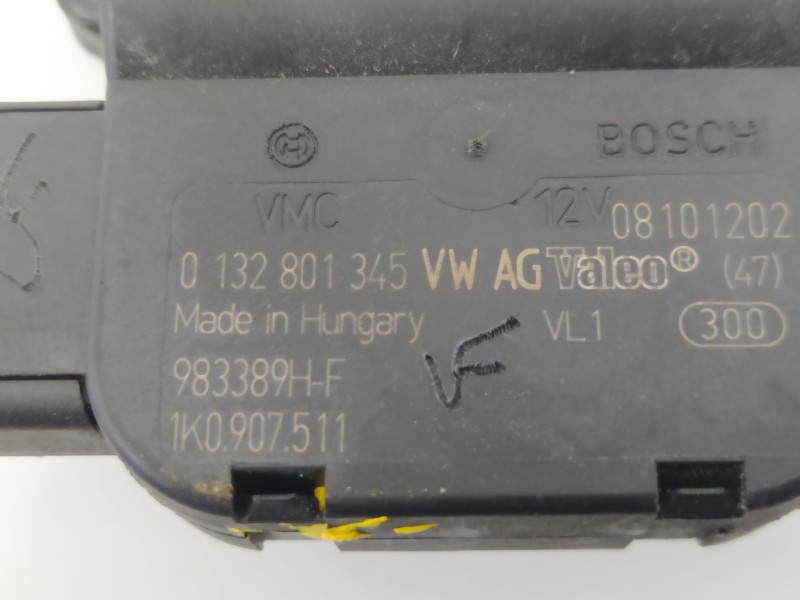 BOSCH
VMC 12V 08101202
0 132 801 345 VW AG Valeo® (47)
Made in Hungary VL1 300
983389H-F
1K0.907.511
VF